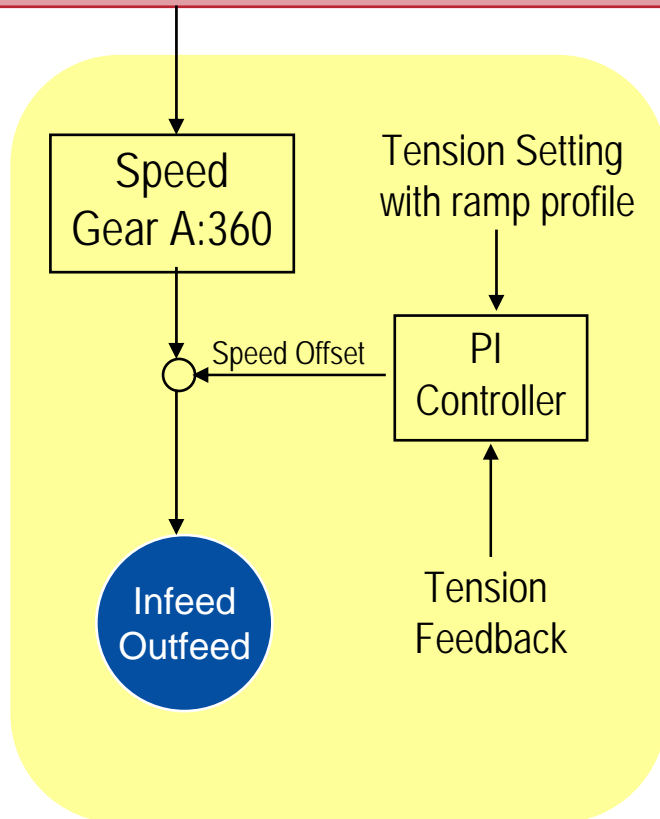 Speed
Gear A:360
Tension Setting
with ramp profile
Speed Offset
PI
Controller
Infeed
Outfeed
Tension
Feedback